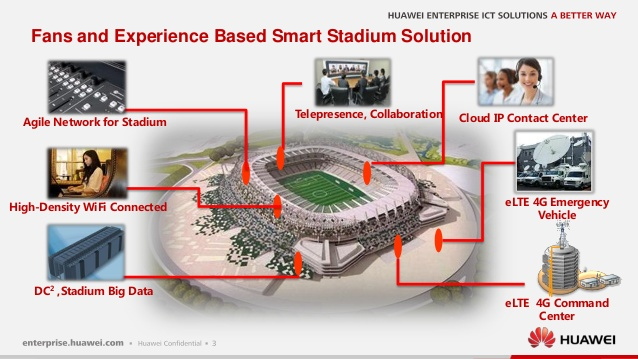 HUAWEI ENTERPRISE ICT SOLUTIONS A BETTER WAY
Fans and Experience Based Smart Stadium Solution
Agile Network for Stadium
Telepresence, Collaboration
Cloud IP Contact Center
High-Density WiFi Connected
eLTE 4G Emergency
Vehicle
DC² ,Stadium Big Data
eLTE 4G Command
Center
enterprise.huawei.com • Huawei Confidential • 3
HUAWEI